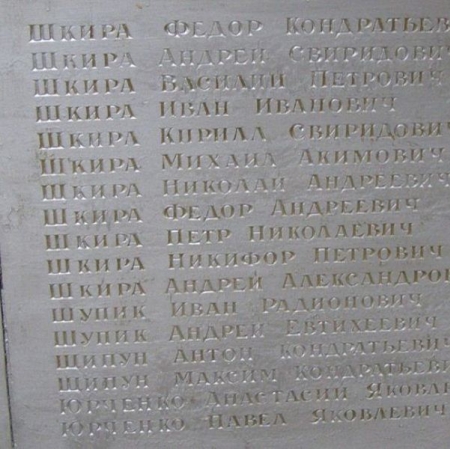 Шкира Федор Кондратьев
Шкира Андрей Свиридович
Шкира Василий Петрович
Шкира Иван Иванович
Шкира Кирилл Свиридович
Шкира Михаил Акимович
Шкира Николай Андреевич
Шкира Федор Андреевич
Шкира Петр Николаевич
Шкира Никифор Петрович
Шкира Андрей Александров
Шупик Иван Радионович
Шупик Андрей Евтихеевич
Щипун Антон Кондратьевич
Щипун Максим Кондратьеви
Юрченко Анастасий Яковл
Юрченко Павел Яковлевич